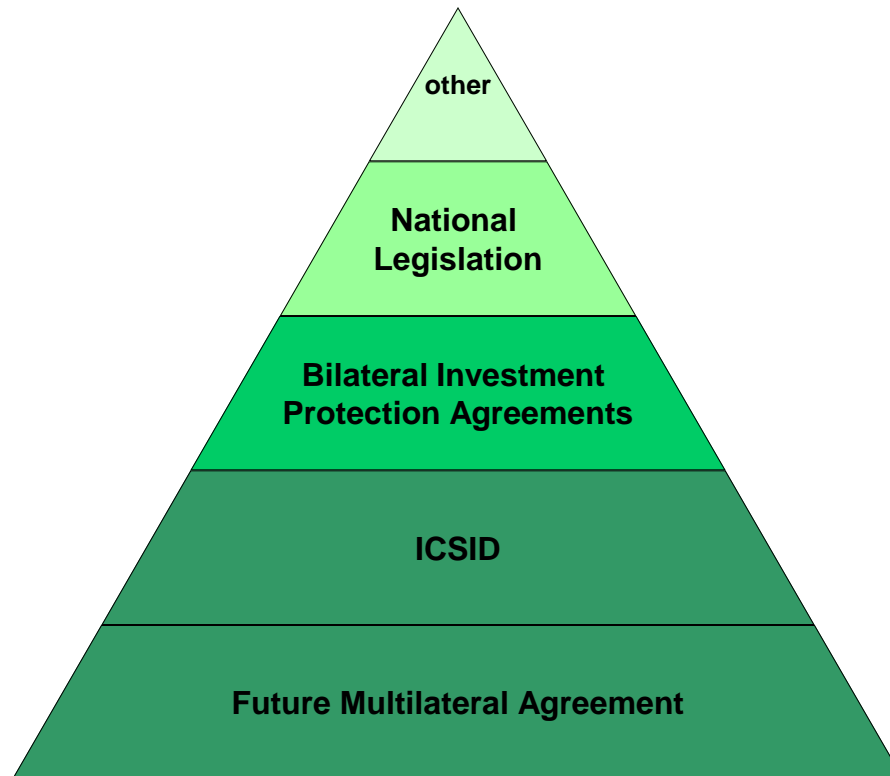 other
National
Legislation
Bilateral Investment
Protection Agreements
ICSID
Future Multilateral Agreement